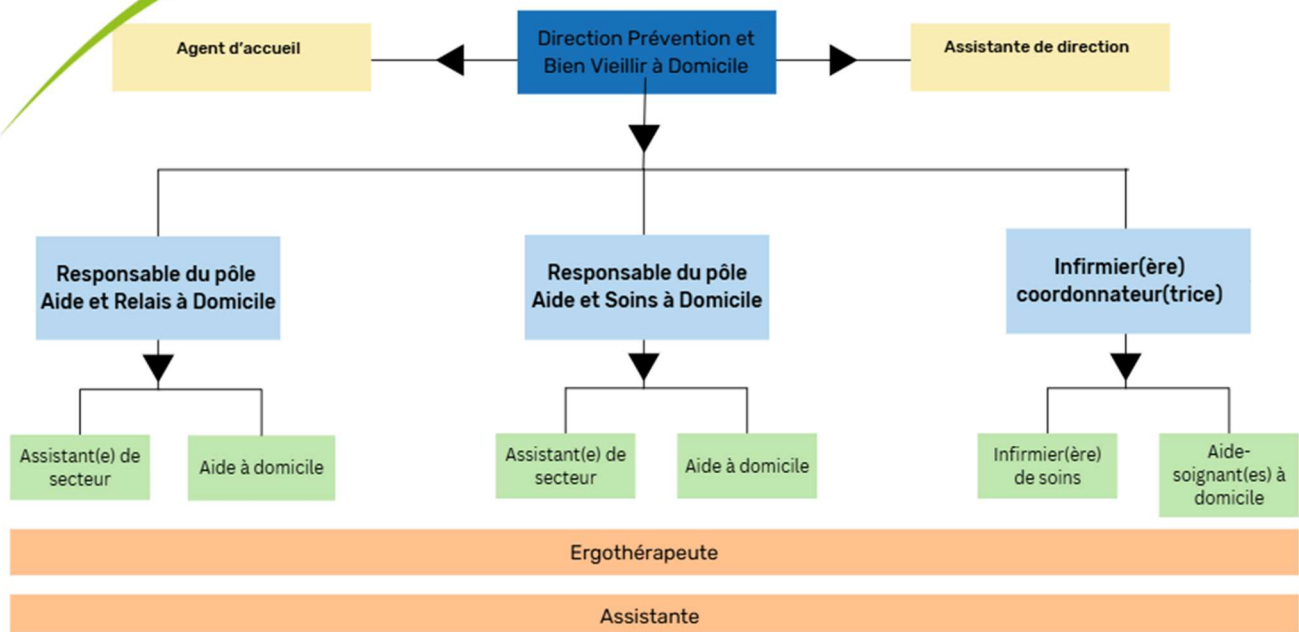 Agent d’accueil
Direction Prévention et
Bien Vieillir à Domicile
Assistante de direction
Responsable du pôle
Aide et Relais à Domicile
Responsable du pôle
Aide et Soins à Domicile
Infirmier(ère)
coordonnateur(trice)
Assistant(e) de
secteur
Aide à domicile
Assistant(e) de
secteur
Aide à domicile
Infirmier(ère)
de soins
Aide-
soignant(es) à
domicile
Ergothérapeute
Assistante